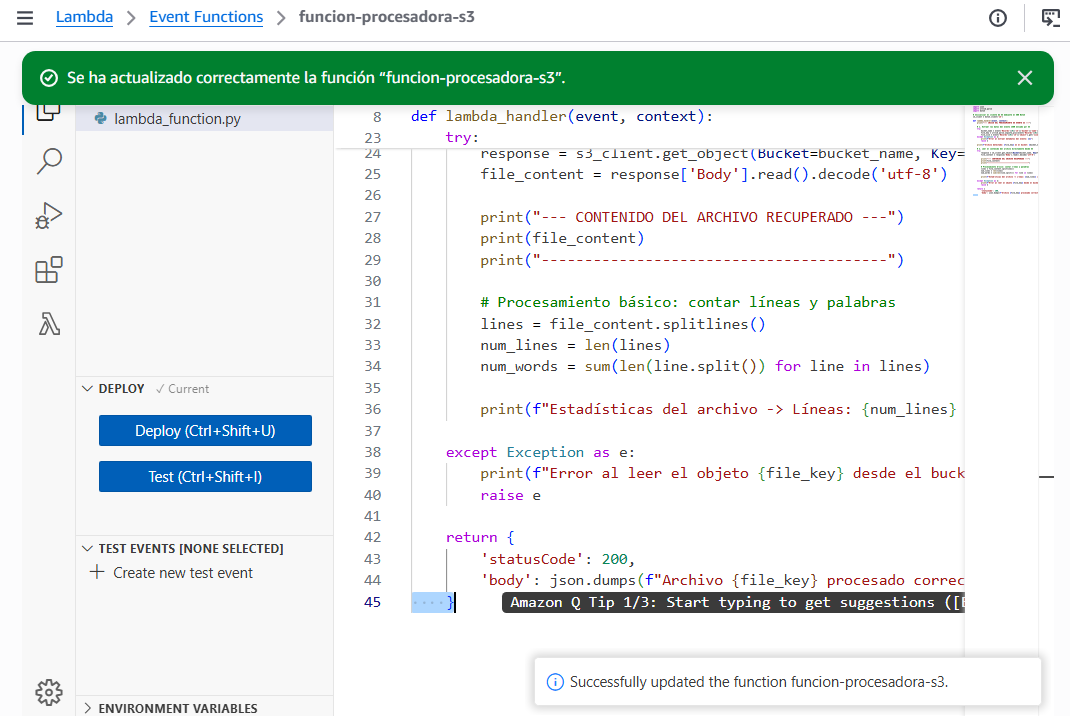 Lambda > Event Functions > funcion-procesadora-s3
Se ha actualizado correctamente la función “funcion-procesadora-s3”.
lambda_function.py
DEPLOY ✓ Current
Deploy (Ctrl+Shift+U)
Test (Ctrl+Shift+I)
TEST EVENTS [NONE SELECTED]
+ Create new test event
ENVIRONMENT VARIABLES
8 def lambda_handler(event, context):
23 try:
24 response = s3_client.get_object(Bucket=bucket_name, Key=
25 file_content = response['Body'].read().decode('utf-8')
26
27 print("--- CONTENIDO DEL ARCHIVO RECUPERADO ---")
28 print(file_content)
29 print("----------------------------------------")
30
31 # Procesamiento básico: contar líneas y palabras
32 lines = file_content.splitlines()
33 num_lines = len(lines)
34 num_words = sum(len(line.split()) for line in lines)
35
36 print(f"Estadísticas del archivo -> Líneas: {num_lines}
37
38 except Exception as e:
39 print(f"Error al leer el objeto {file_key} desde el buck
40 raise e
41
42 return {
43 'statusCode': 200,
44 'body': json.dumps(f"Archivo {file_key} procesado correc
45 } Amazon Q Tip 1/3: Start typing to get suggestions ([E
Successfully updated the function funcion-procesadora-s3.